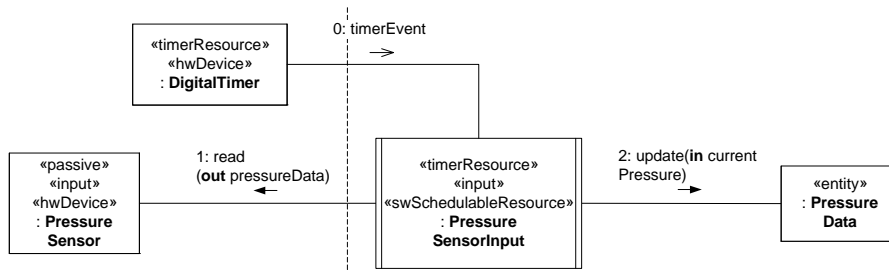 0: timerEvent
«timerResource»
«hwDevice»
: DigitalTimer
1: read
(out pressureData)
2: update(in current
Pressure)
«passive»
«input»
«hwDevice»
: Pressure
Sensor
«timerResource»
«input»
«swSchedulableResource»
: Pressure
SensorInput
«entity»
: Pressure
Data